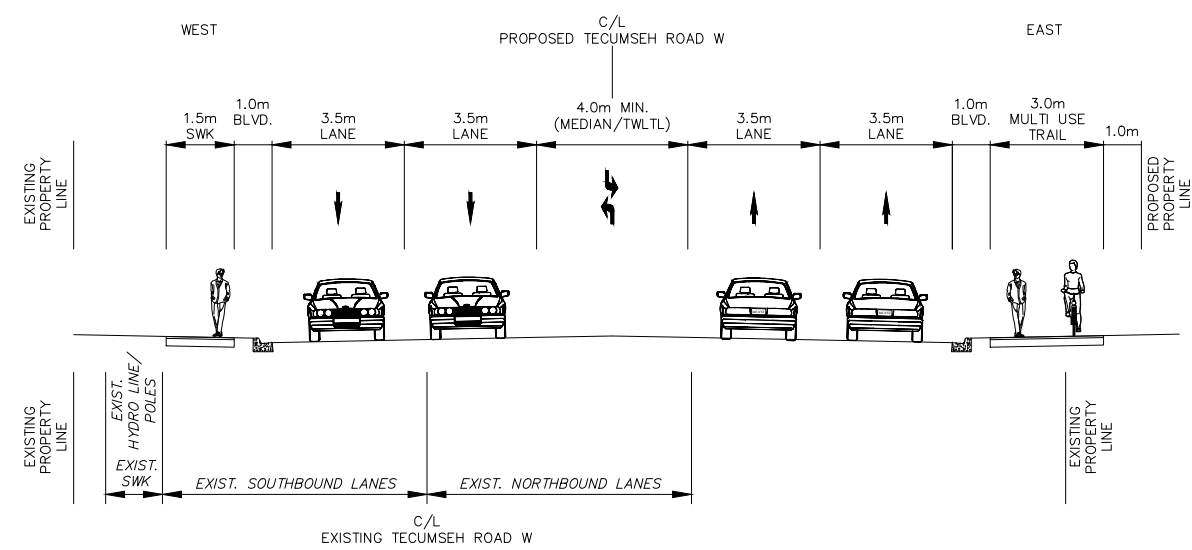 WEST
C/L
PROPOSED TECUMSEH ROAD W
EAST
1.5m
SWK
1.0m
BLVD.
3.5m
LANE
3.5m
LANE
4.0m MIN.
(MEDIAN/TWLTL)
3.5m
LANE
3.5m
LANE
1.0m
BLVD.
3.0m
MULTI USE
TRAIL
1.0m
EXISTING
PROPERTY
LINE
PROPOSED
PROPERTY
LINE
EXISTING
PROPERTY
LINE
EXIST.
HYDRO LINE/
POLES
EXIST.
SWK
EXIST. SOUTHBOUND LANES
EXIST. NORTHBOUND LANES
EXISTING
PROPERTY
LINE
C/L
EXISTING TECUMSEH ROAD W